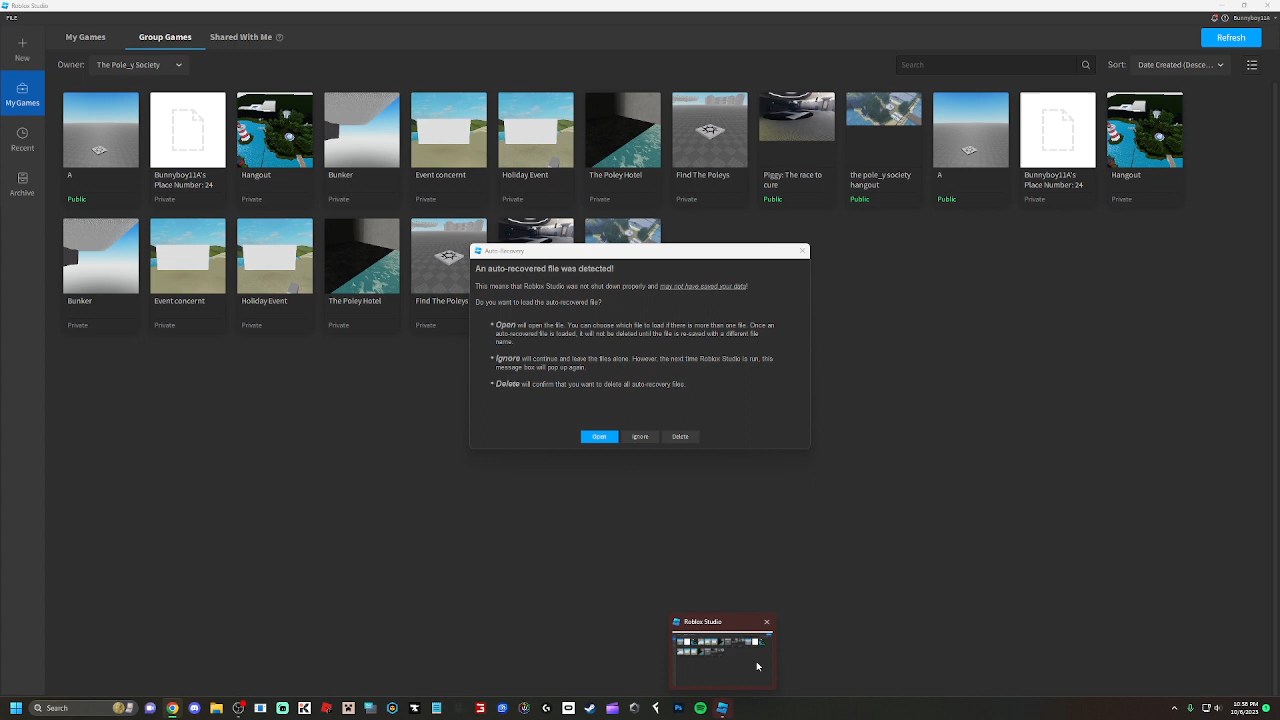 Roblox Studio
FILE
Bunnyboy11A
New
My Games
Recent
Archive
My Games
Group Games
Shared With Me
Refresh
Owner:
The Pole_y Society
Search
Sort:
Date Created (Desce...
A
Public
Bunnyboy11A's
Place Number: 24
Private
Hangout
Private
Bunker
Private
Event concernt
Private
Holiday Event
Private
The Poley Hotel
Private
Find The Poleys
Private
Piggy: The race to
cure
Public
the pole_y society
hangout
Public
A
Public
Bunnyboy11A's
Place Number: 24
Private
Hangout
Private
Bunker
Private
Event concernt
Private
Holiday Event
Private
The Poley Hotel
Private
Find The Poleys
Private
Auto-Recovery
An auto-recovered file was detected!
This means that Roblox Studio was not shut down properly and may not have saved your data!
Do you want to load the auto-recovered file?
• Open will open the file. You can choose which file to load if there is more than one file. Once an
auto-recovered file is loaded, it will not be deleted until the file is re-saved with a different file
name.
• Ignore will continue and leave the files alone. However, the next time Roblox Studio is run, this
message box will pop up again.
• Delete will confirm that you want to delete all auto-recovery files.
Open
Ignore
Delete
Roblox Studio
Search
10:58 PM
10/6/2023